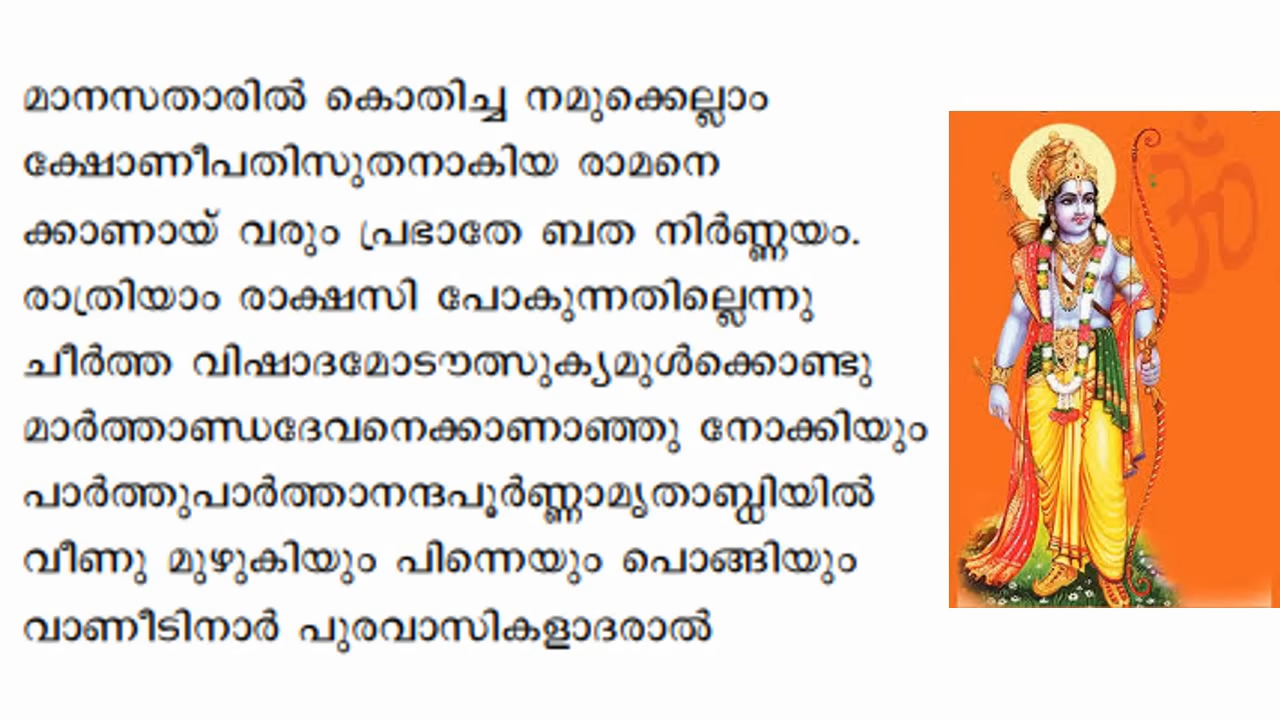 മാനസതാരിൽ കൊതിച്ച നമുക്കെല്ലാം
ക്ഷോണീപതിസുതനാകിയ രാമനെ
ക്കാണായ് വരും പ്രഭാതേ ബത നിർണ്ണയം.
രാത്രിയാം രാക്ഷസി പോകുന്നതില്ലെന്നു
ചീർത്ത വിഷാദമോടൗത്സുക്യമുൾക്കൊണ്ടു
മാർത്താണ്ഡദേവനെക്കാണാഞ്ഞു നോക്കിയും
പാർത്തുപാർത്താനന്ദപൂർണ്ണാമൃതാബ്ധിയിൽ
വീണു മുഴുകിയും പിന്നെയും പൊങ്ങിയും
വാണീടിനാർ പുരവാസികളാദരാൽ
ॐ